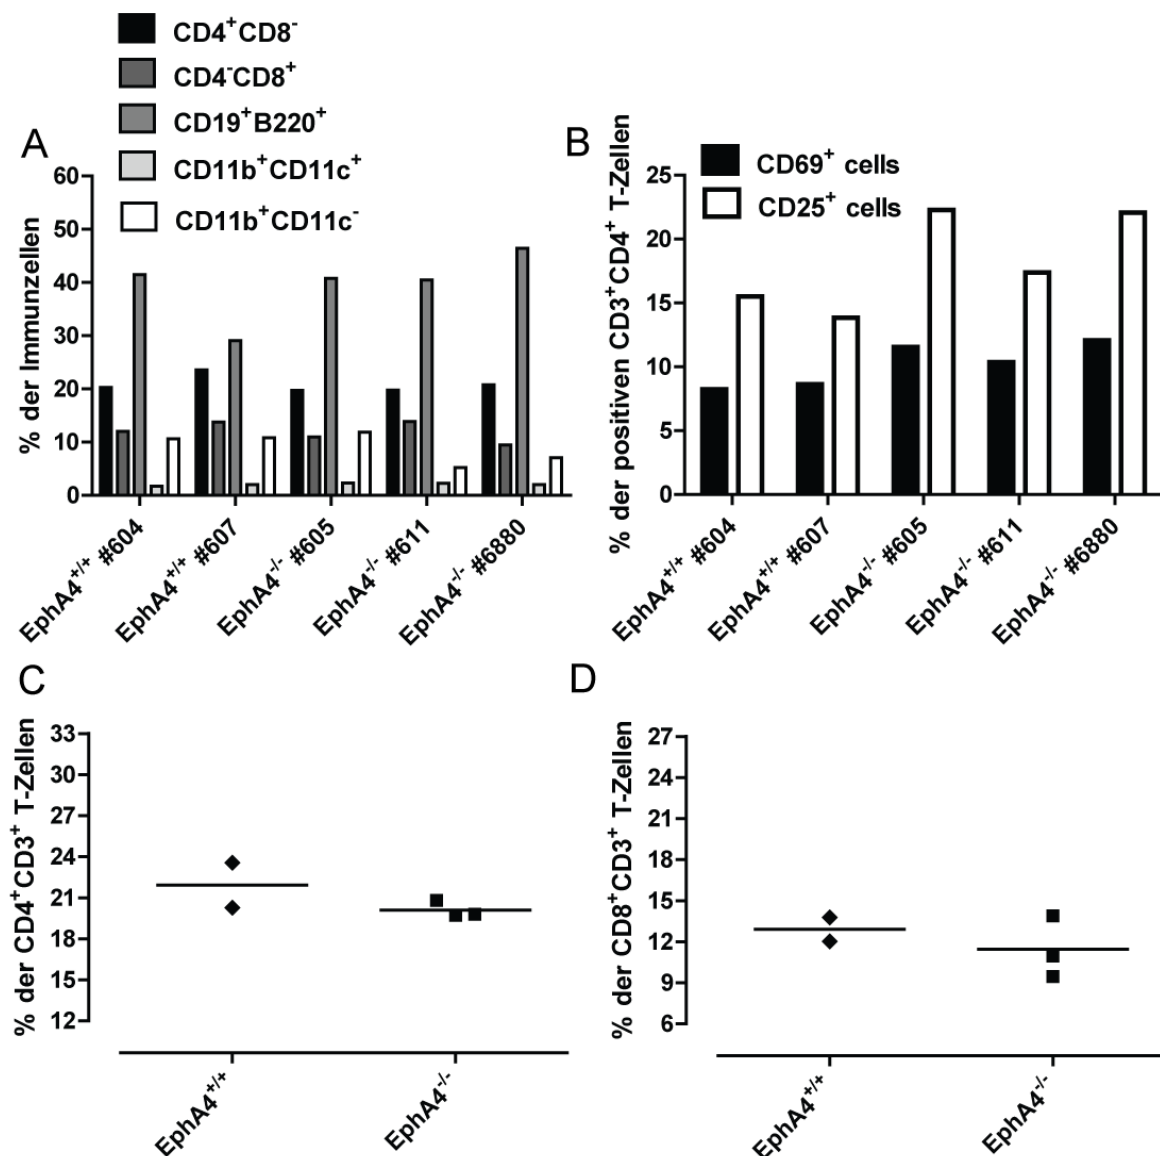 CD4⁺CD8⁻
CD4⁻CD8⁺
CD19⁺B220⁺
CD11b⁺CD11c⁺
CD11b⁺CD11c⁻
A
% der Immunzellen
60
50
40
30
20
10
0
EphA4⁺/⁺ #604
EphA4⁺/⁺ #607
EphA4⁻/⁻ #605
EphA4⁻/⁻ #611
EphA4⁻/⁻ #6880
B
CD69⁺ cells
CD25⁺ cells
% der positiven CD3⁺CD4⁺ T-Zellen
25
20
15
10
5
0
EphA4⁺/⁺ #604
EphA4⁺/⁺ #607
EphA4⁻/⁻ #605
EphA4⁻/⁻ #611
EphA4⁻/⁻ #6880
C
% der CD4⁺CD3⁺ T-Zellen
33
30
27
24
21
18
15
12
EphA4⁺/⁺
EphA4⁻/⁻
D
% der CD8⁺CD3⁺ T-Zellen
27
24
21
18
15
12
9
6
EphA4⁺/⁺
EphA4⁻/⁻